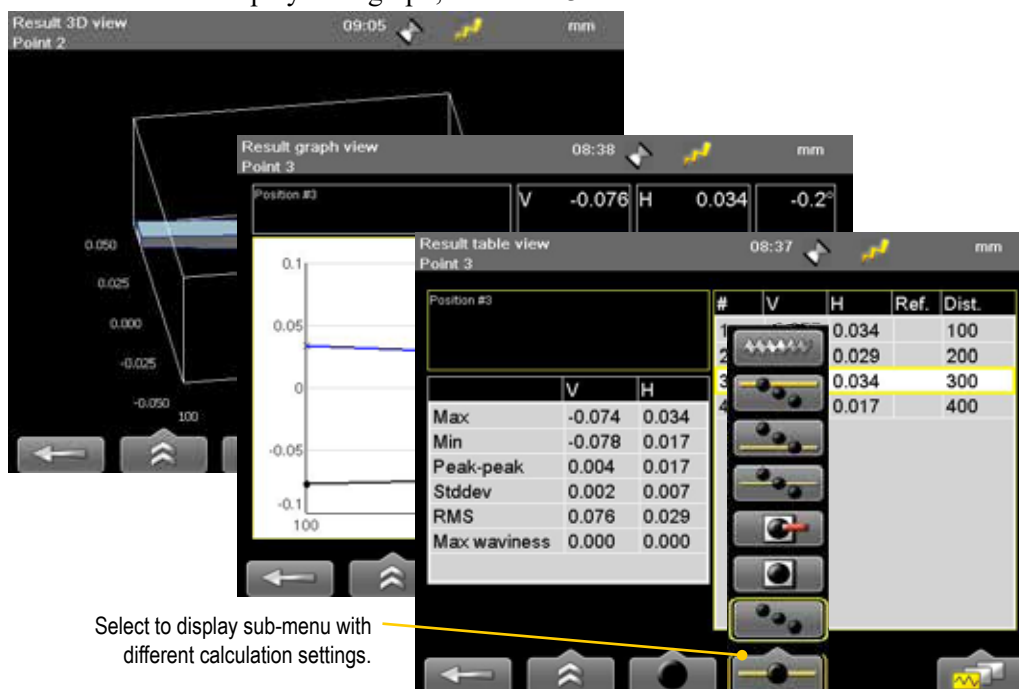 Result 3D view 09:05 mm
Point 2
0.050
0.025
0.000
-0.025
-0.050
100
Result graph view 08:38 mm
Point 3
Position #3 V -0.076 H 0.034 -0.2°
0.1
0.05
0
-0.05
-0.1
100
Result table view 08:37 mm
Point 3
Position #3
V H
Max -0.074 0.034
Min -0.078 0.017
Peak-peak 0.004 0.017
Stddev 0.002 0.007
RMS 0.076 0.029
Max waviness 0.000 0.000
# V H Ref. Dist.
1 0.034 100
2 0.029 200
3 0.034 300
4 0.017 400
Select to display sub-menu with
different calculation settings.